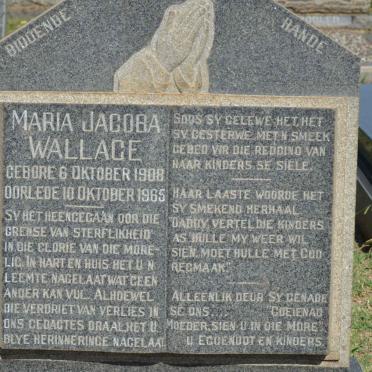 BIDDENDE HANDE
MARIA JACOBA
WALLACE
GEBORE 6 OKTOBER 1908
OORLEDE 10 OKTOBER 1965
SY HET HEENGEGAAN OOR DIE
GRENSE VAN STERFLIKHEID
IN DIE GLORIE VAN DIE MÔRE-
LIG. IN HART EN HUIS HET U 'N
LEEMTE NAGELAAT WAT GEEN
ANDER KAN VUL. ALHOEWEL
DIE VERDRIET VAN VERLIES IN
ONS GEDAGTES DRAAI, HET U
BLYE HERINNERINGE NAGELAAT
SOOS SY GELEWE HET, HET
SY GESTERWE. MET 'N SMEEK
GEBED VIR DIE REDDING VAN
HAAR KINDERS SE SIELE.
HAAR LAASTE WOORDE HET
SY SMEKEND HERHAAL
"DADDY, VERTEL DIE KINDERS
AS HULLE MY WEER WIL
SIEN, MOET HULLE MET GOD
REGMAAK."
ALLEENLIK DEUR SY GENADE
SÊ ONS... "GOEIENAG
MOEDER, SIEN U IN DIE MÔRE".
U EGGENOOT EN KINDERS.